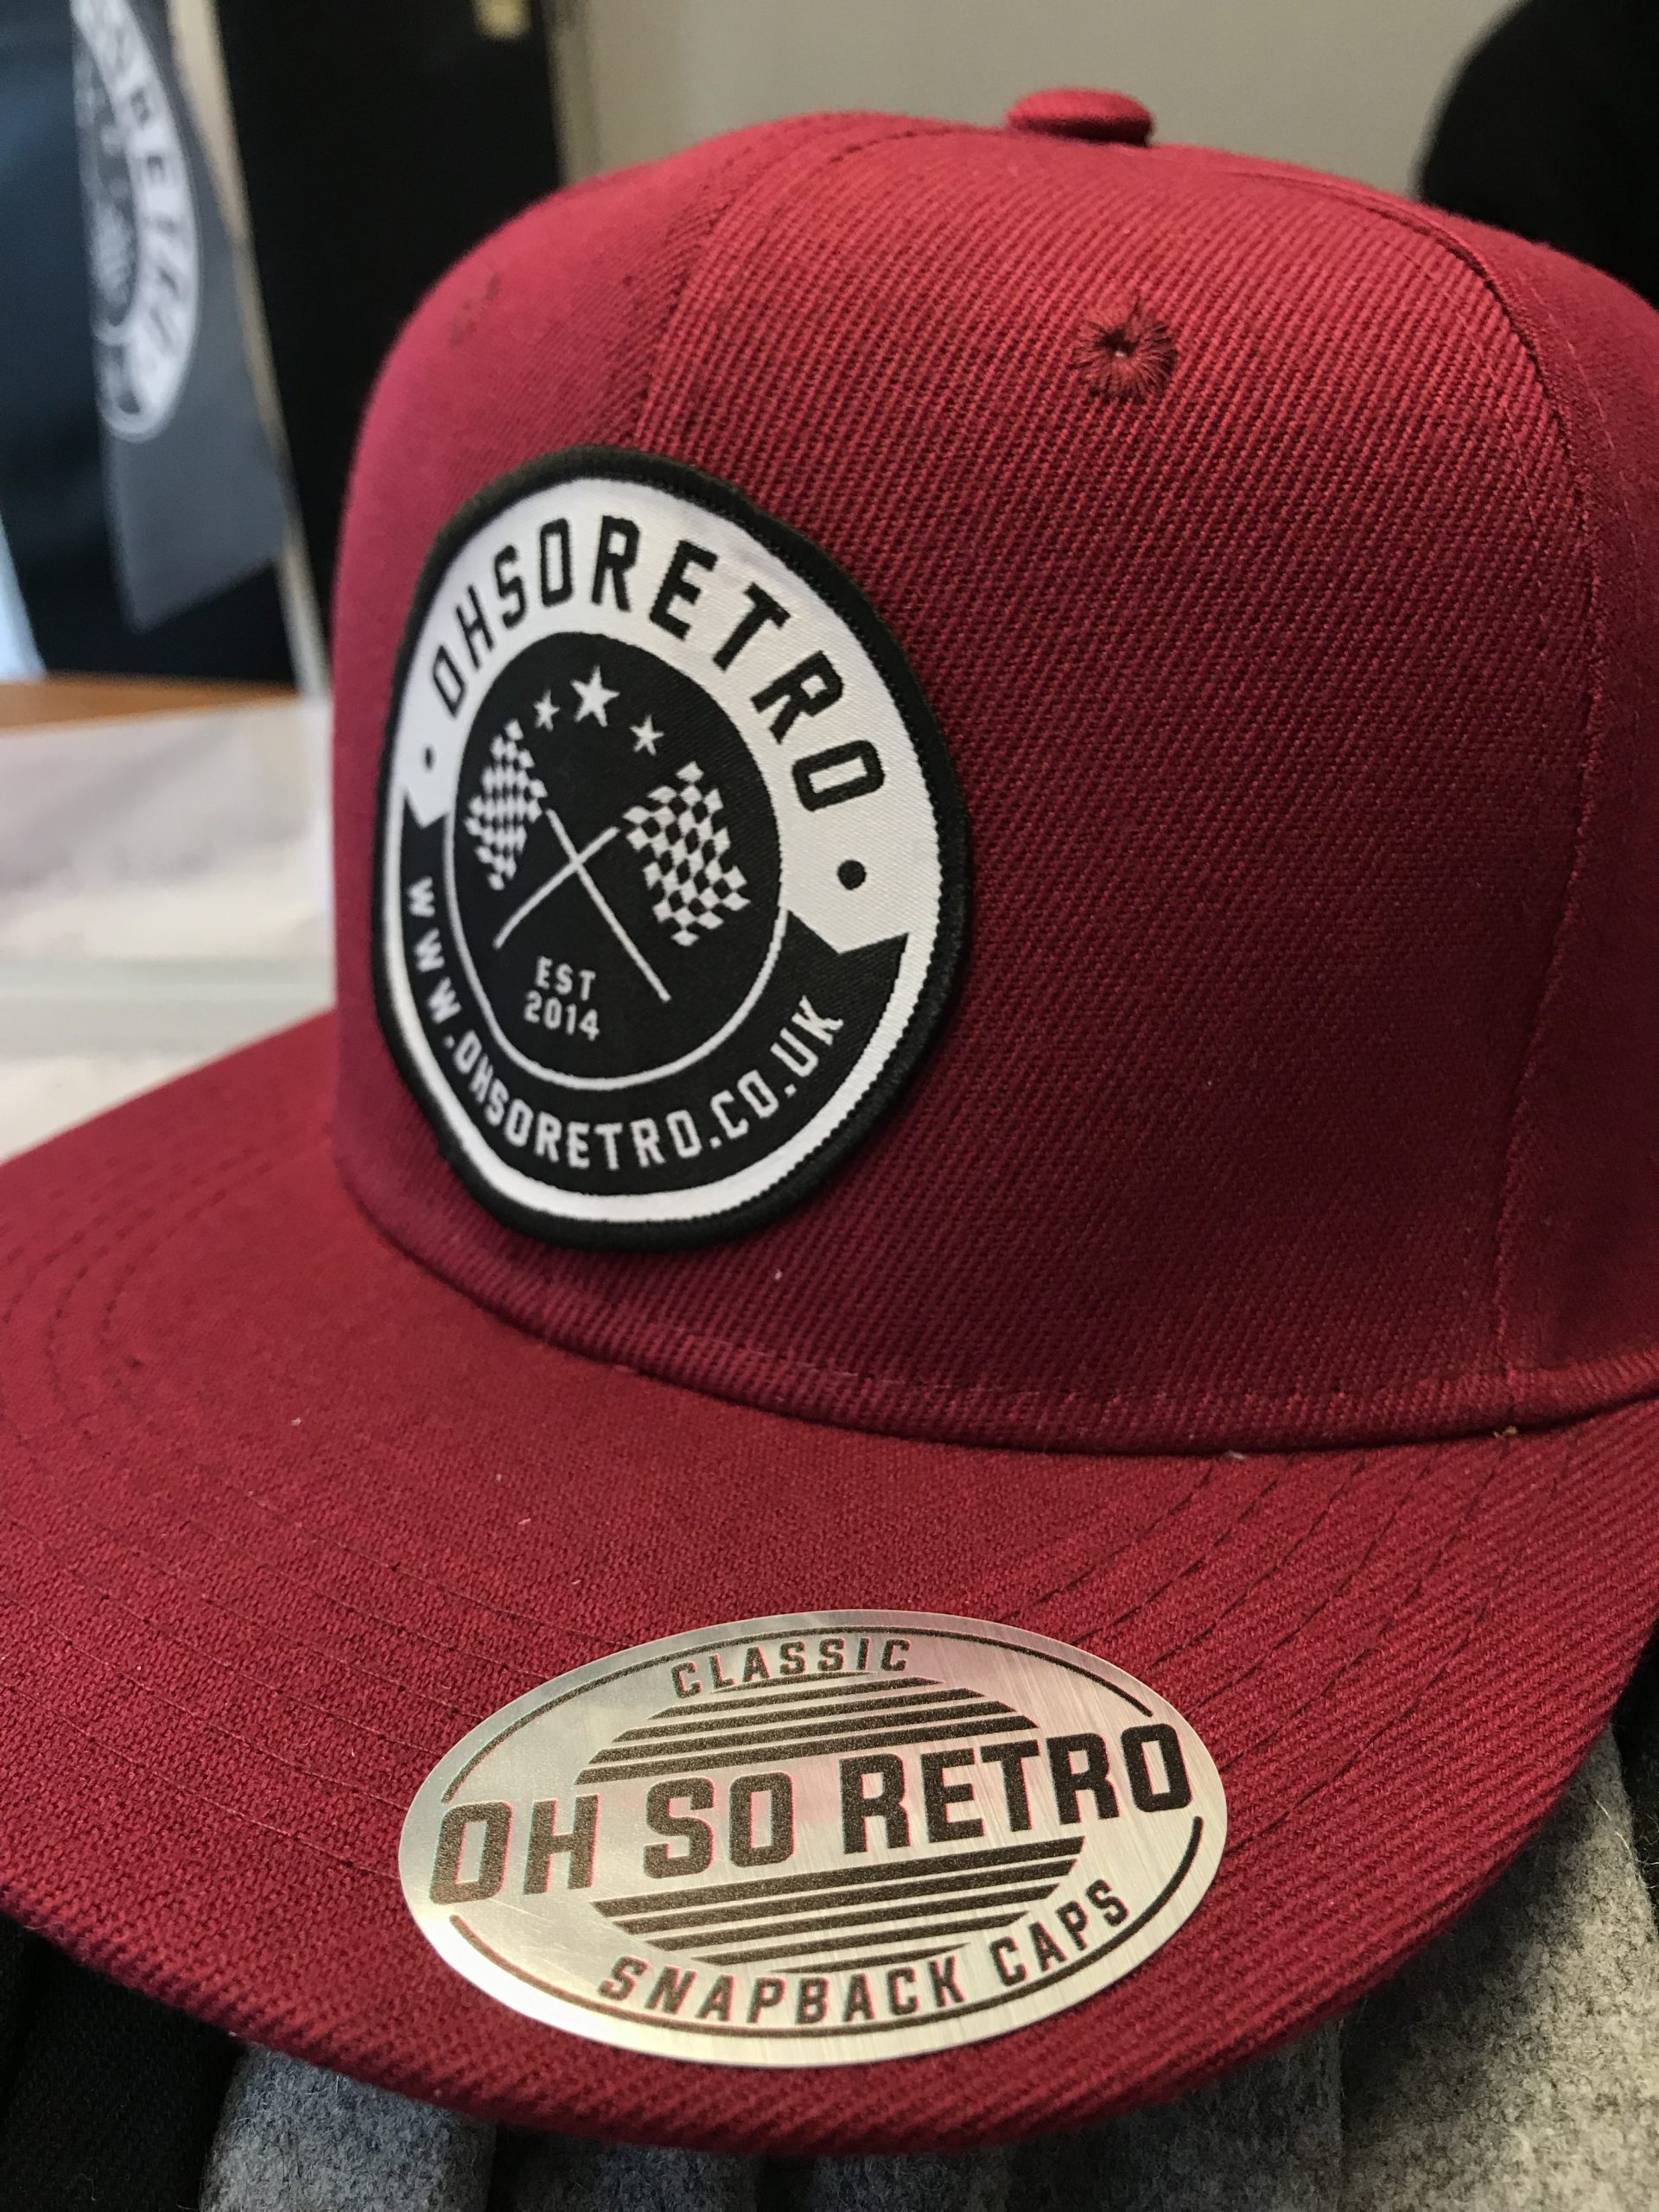 OHSORETRO
EST
2014
WWW.OHSORETRO.CO.UK
CLASSIC
OH SO RETRO
SNAPBACK CAPS